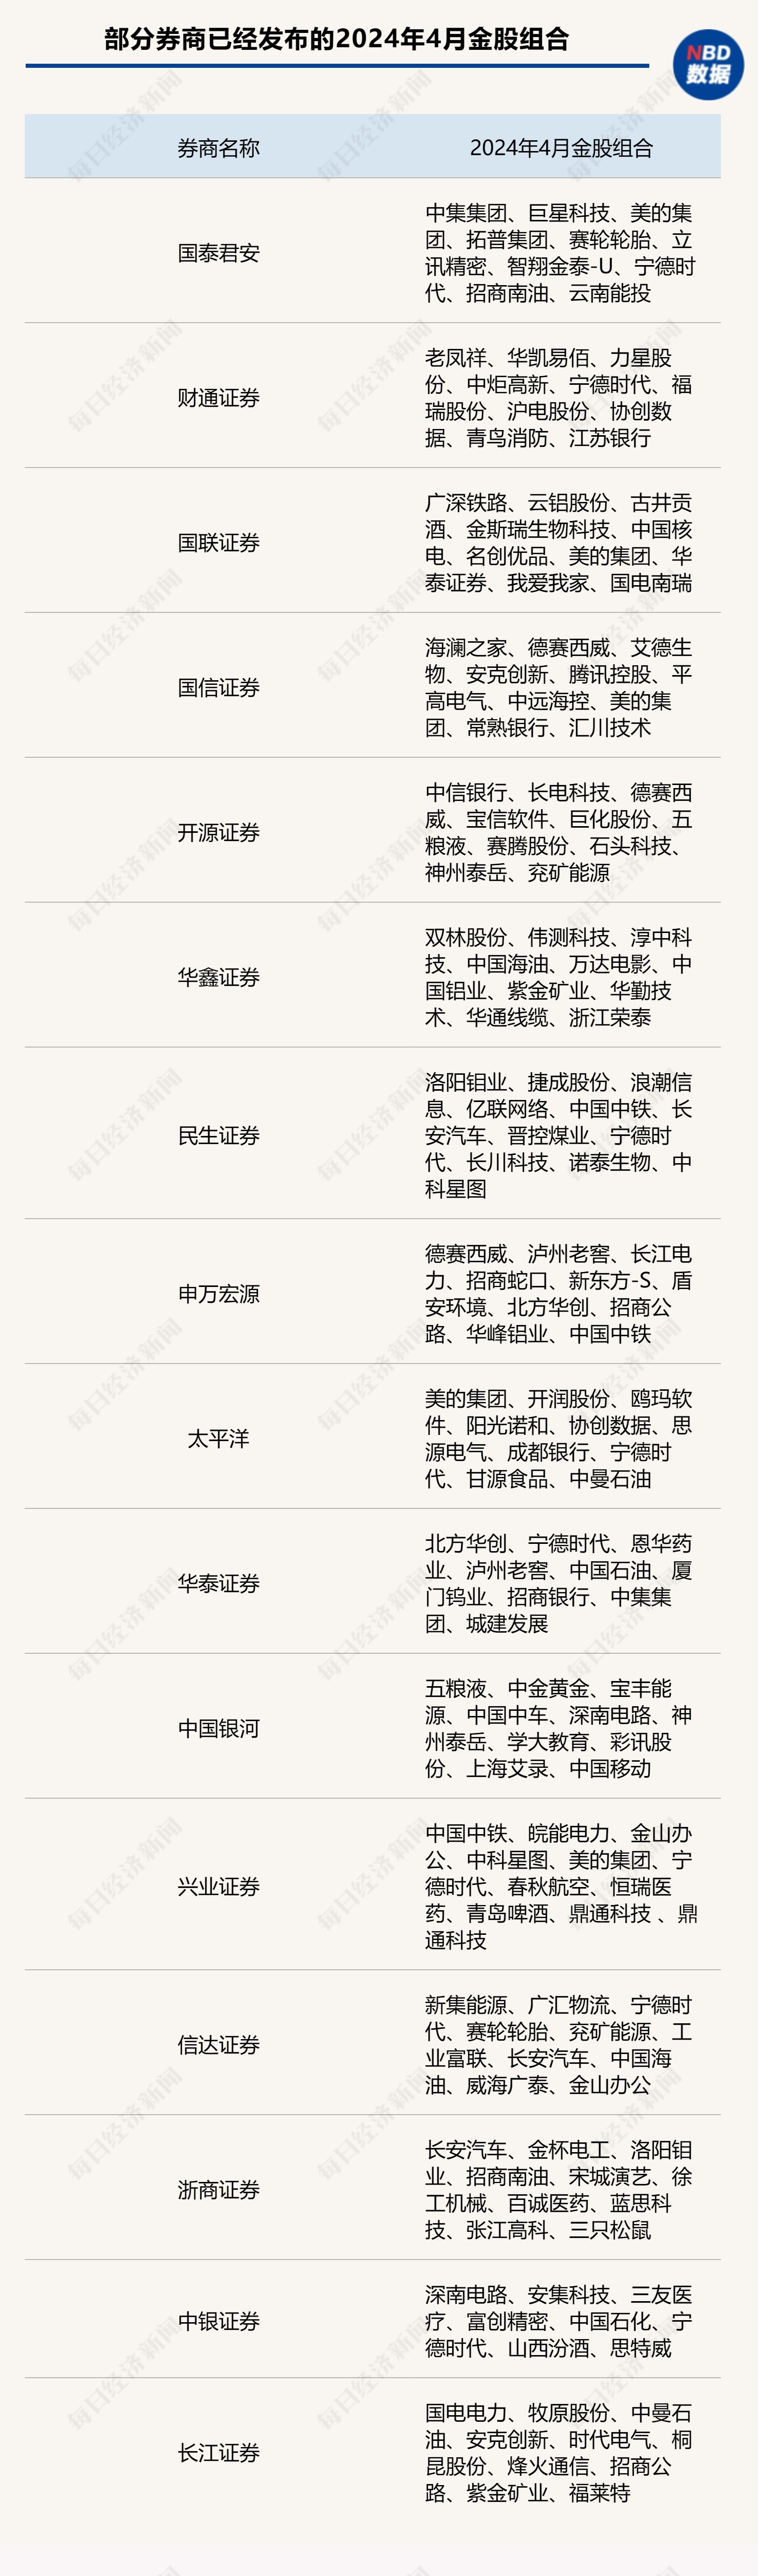 部分券商已经发布的2024年4月金股组合
NBD
数据
券商名称
2024年4月金股组合
国泰君安
中集集团、巨星科技、美的集
团、拓普集团、赛轮轮胎、立
讯精密、智翔金泰-U、宁德时
代、招商南油、云南能投
财通证券
老凤祥、华凯易佰、力星股
份、中炬高新、宁德时代、福
瑞股份、沪电股份、协创数
据、青鸟消防、江苏银行
国联证券
广深铁路、云铝股份、古井贡
酒、金斯瑞生物科技、中国核
电、名创优品、美的集团、华
泰证券、我爱我家、国电南瑞
国信证券
海澜之家、德赛西威、艾德生
物、安克创新、腾讯控股、平
高电气、中远海控、美的集
团、常熟银行、汇川技术
开源证券
中信银行、长电科技、德赛西
威、宝信软件、巨化股份、五
粮液、赛腾股份、石头科技、
神州泰岳、兖矿能源
华鑫证券
双林股份、伟测科技、淳中科
技、中国海油、万达电影、中
国铝业、紫金矿业、华勤技
术、华通线缆、浙江荣泰
民生证券
洛阳钼业、捷成股份、浪潮信
息、亿联网络、中国中铁、长
安汽车、晋控煤业、宁德时
代、长川科技、诺泰生物、中
科星图
申万宏源
德赛西威、泸州老窖、长江电
力、招商蛇口、新东方-S、盾
安环境、北方华创、招商公
路、华峰铝业、中国中铁
太平洋
美的集团、开润股份、鸥玛软
件、阳光诺和、协创数据、思
源电气、成都银行、宁德时
代、甘源食品、中曼石油
华泰证券
北方华创、宁德时代、恩华药
业、泸州老窖、中国石油、厦
门钨业、招商银行、中集集
团、城建发展
中国银河
五粮液、中金黄金、宝丰能
源、中国中车、深南电路、神
州泰岳、学大教育、彩讯股
份、上海艾录、中国移动
兴业证券
中国中铁、皖能电力、金山办
公、中科星图、美的集团、宁
德时代、春秋航空、恒瑞医
药、青岛啤酒、鼎通科技 、鼎
通科技
信达证券
新集能源、广汇物流、宁德时
代、赛轮轮胎、兖矿能源、工
业富联、长安汽车、中国海
油、威海广泰、金山办公
浙商证券
长安汽车、金杯电工、洛阳钼
业、招商南油、宋城演艺、徐
工机械、百诚医药、蓝思科
技、张江高科、三只松鼠
中银证券
深南电路、安集科技、三友医
疗、富创精密、中国石化、宁
德时代、山西汾酒、思特威
长江证券
国电电力、牧原股份、中曼石
油、安克创新、时代电气、桐
昆股份、烽火通信、招商公
路、紫金矿业、福莱特
每日经济新闻